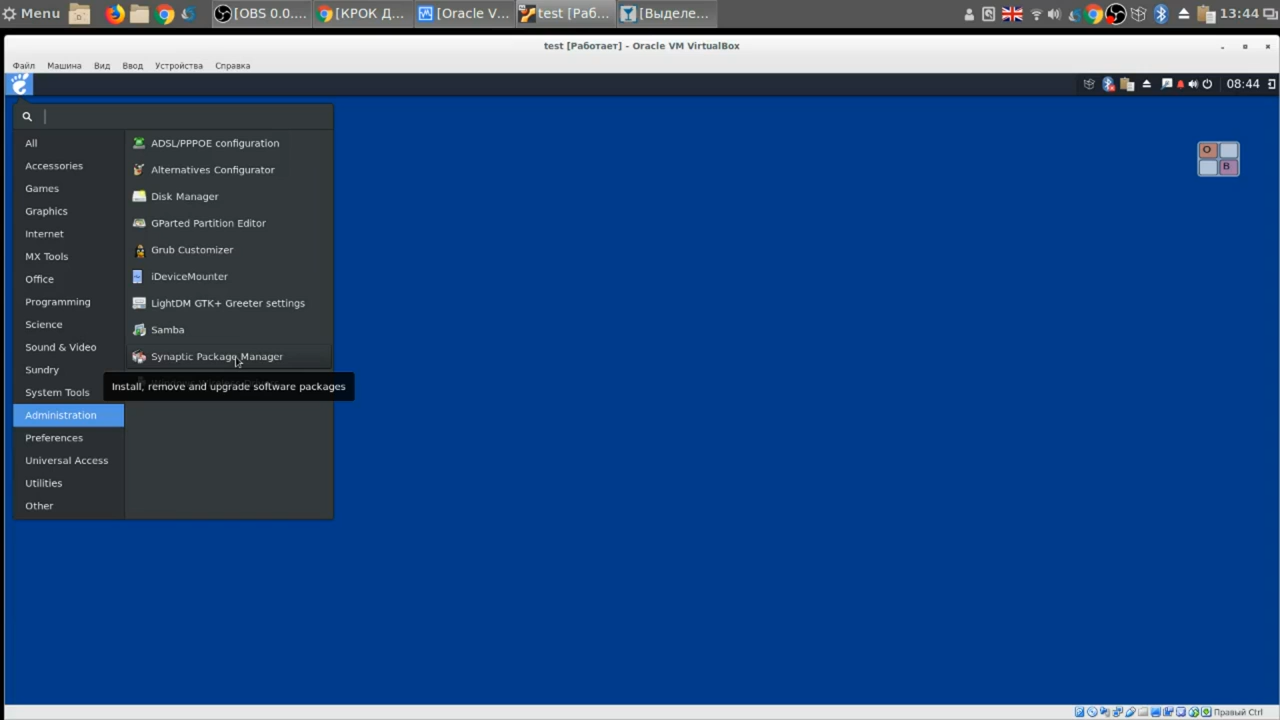 Menu [OBS 0.0.... [КРОК Д... [Oracle V... test [Раб... [Выделе... 13:44
test [Работает] - Oracle VM VirtualBox
Файл Машина Вид Ввод Устройства Справка
08:44
All
Accessories
Games
Graphics
Internet
MX Tools
Office
Programming
Science
Sound & Video
Sundry
System Tools
Administration
Preferences
Universal Access
Utilities
Other
ADSL/PPPOE configuration
Alternatives Configurator
Disk Manager
GParted Partition Editor
Grub Customizer
iDeviceMounter
LightDM GTK+ Greeter settings
Samba
Synaptic Package Manager
Install, remove and upgrade software packages
O
B
Правый Ctrl